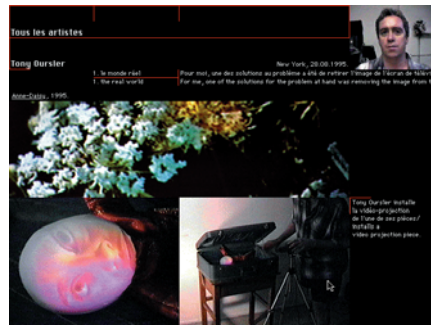 Tous les artistes
Tony Oursler
New York, 28.08.1995.
1. le monde réel
Pour moi, une des solutions au problème a été de retirer l'image de l'écran de
1. the real world
For me, one of the solutions for the problem at hand was removing the image from
Anne-Daisy, 1995.
Tony Oursler installe
la vidéo-projection
de l'une de ses pièces/
installs a
video projection piece.